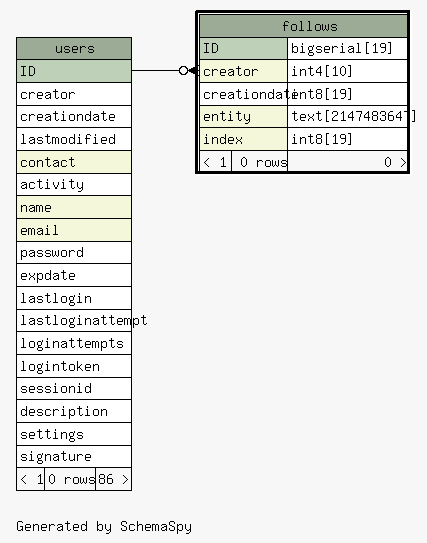 users
ID
creator
creationdate
lastmodified
contact
activity
name
email
password
expdate
lastlogin
lastloginattempt
loginattempts
logintoken
sessionid
description
settings
signature
< 1 0 rows 86 >
follows
ID bigserial[19]
creator int4[10]
creationdate int8[19]
entity text[2147483647]
index int8[19]
< 1 0 rows 0 >
Generated by SchemaSpy